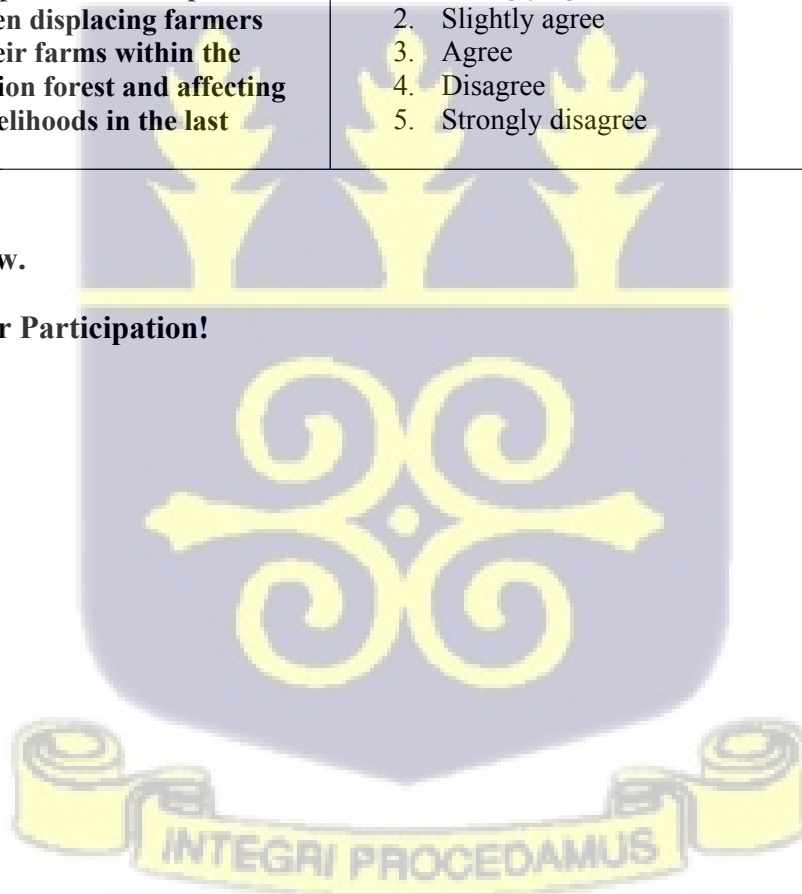 en displacing farmers
2. Slightly agree
eir farms within the
3. Agree
ion forest and affecting
4. Disagree
elihoods in the last
5. Strongly disagree
w.
r Participation!
INTEGRI PROCEDAMUS